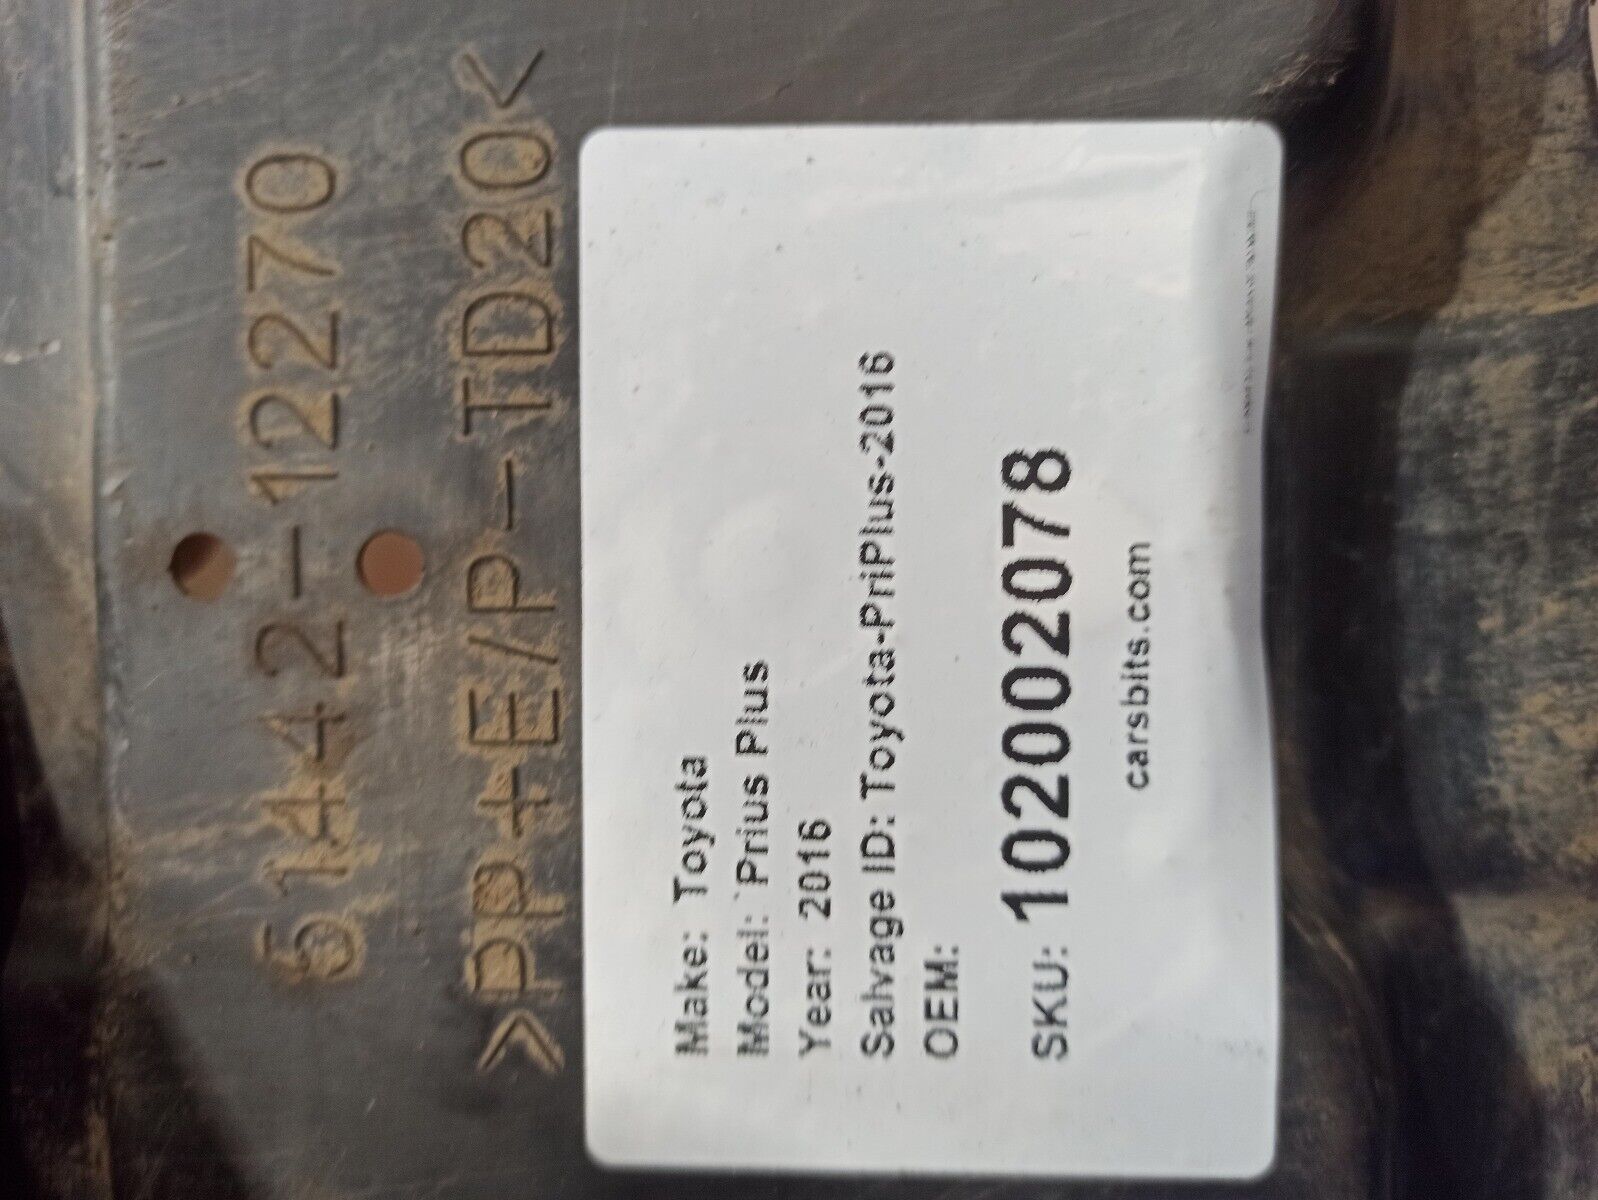 51442-12270
>PP+E/P-TD20<
Make: Toyota
Model: Prius Plus
Year: 2016
Salvage ID: Toyota-PriPlus-2016
OEM:
SKU: 102002078
carsbits.com